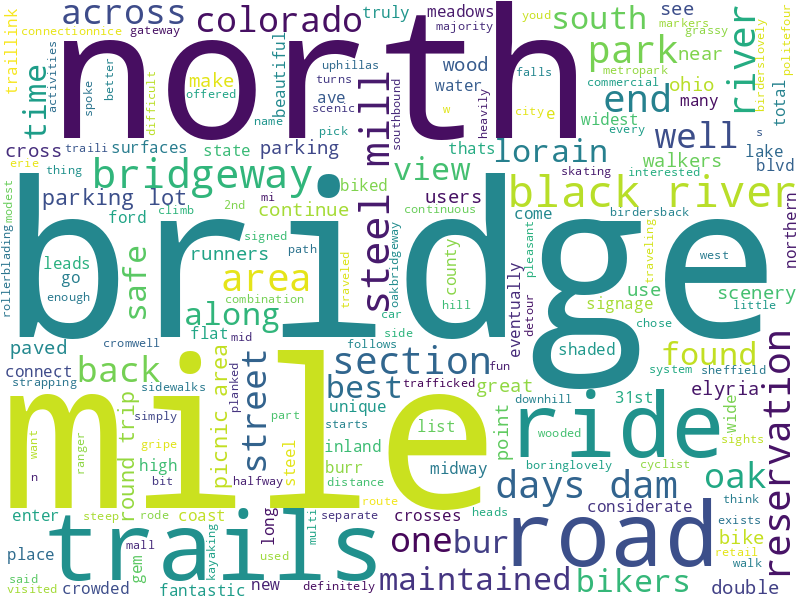 across colorado truly meadows see markers
connectionnice gateway majority youd grassy
traillink time north uphillas south
spoke better difficult activities offered make beautiful turns ave scenic wood water falls near park metropark commercial river birderslovely politefour
name pick southbound heavily w city e ohio many widest every total
cross traili surfaces state parking mill thats end well s lake
erie thing bridgeway biked view lorain walkers blvd
modest parking lot mi users black river interested skating
rollerblading ford climb 2nd continue continuous come birdersback northern
leads go safe runners signed path steel oakbridgeway county pleasant use signage traveling west scenery
enough bridge area traveled hill eventually detour chose little
along combination car side flat mid
paved cromwell follows shaded
connect back section fun found system sheffield
strapping sidewalks street planked best trafficked great downhill 31st elyria
simply unique starts part list point wooded wide sights
want mile gripe picnic area inland ride reservation
n ranger round trip high bit halfway steel burr distance midway boringlovely cyclist oak
enter steep rode coast route days dam considerate think
trails long multi separate crosses heads road exists bike
place mall gem kayaking used one bur retail walk
said visited crowded fantastic new definitely maintained bikers double